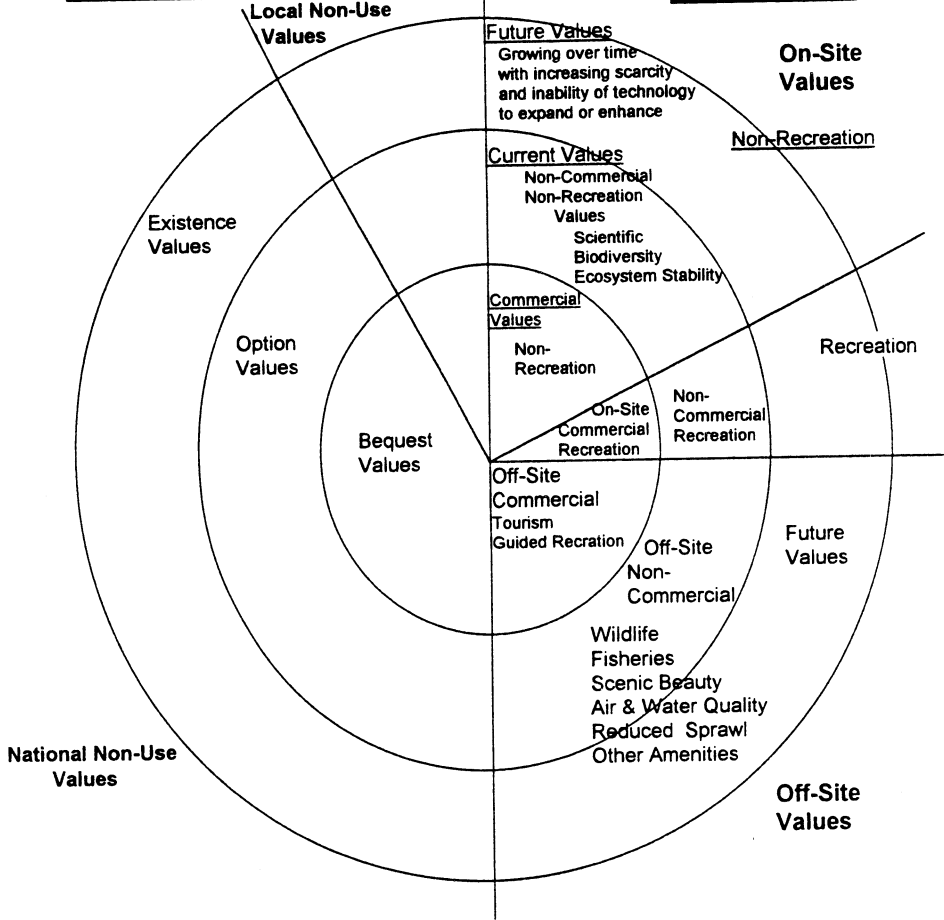 Local Non-Use
Values
Future Values
Growing over time
with increasing scarcity
and inability of technology
to expand or enhance
On-Site
Values
Non-Recreation
Current Values
Non-Commercial
Non-Recreation
Values
Scientific
Biodiversity
Ecosystem Stability
Existence
Values
Commercial
Values
Non-
Recreation
Option
Values
Recreation
On-Site
Commercial
Recreation
Non-
Commercial
Recreation
Bequest
Values
Off-Site
Commercial
Tourism
Guided Recration
Off-Site
Non-
Commercial
Future
Values
Wildlife
Fisheries
Scenic Beauty
Air & Water Quality
Reduced Sprawl
Other Amenities
National Non-Use
Values
Off-Site
Values